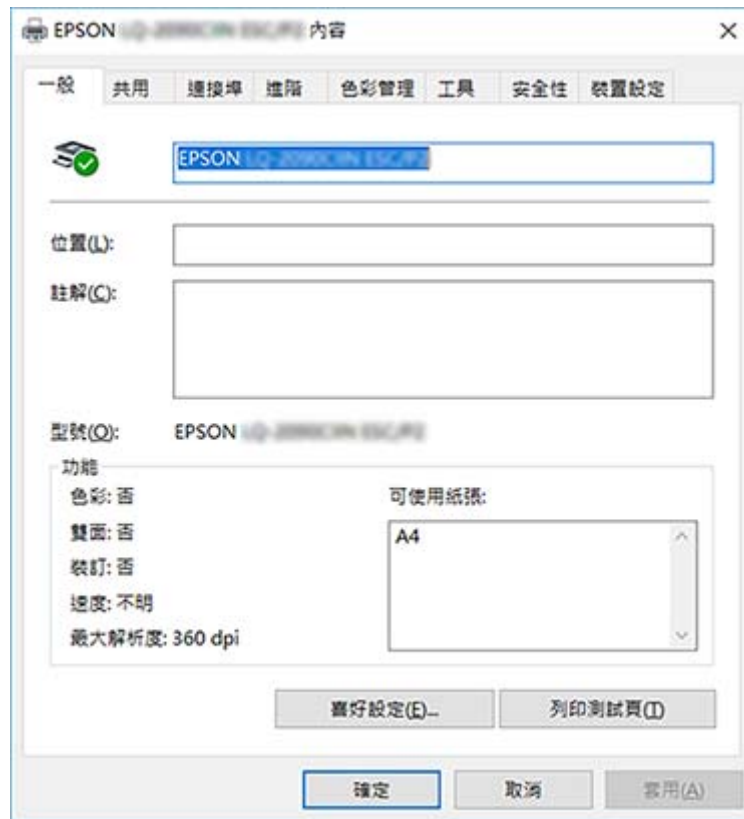 EPSON 內容
一般 共用 連接埠 進階 色彩管理 工具 安全性 裝置設定
EPSON
位置(L):
註解(C):
型號(O): EPSON
功能
色彩: 否
可使用紙張:
雙面: 否
A4
裝訂: 否
速度: 不明
最大解析度: 360 dpi
喜好設定(E)... 列印測試頁(T)
確定 取消 套用(A)